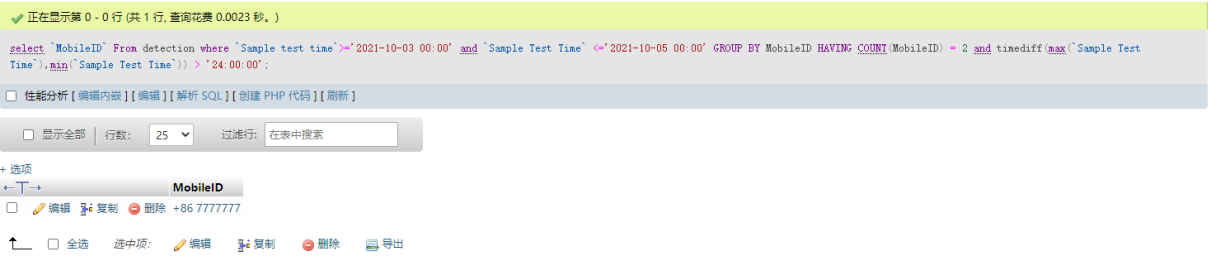 正在显示第 0 - 0 行 (共 1 行, 查询花费 0.0023 秒。)
select `MobileID` From detection where `Sample test time`>='2021-10-03 00:00' and `Sample Test Time` <='2021-10-05 00:00' GROUP BY MobileID HAVING COUNT(MobileID) = 2 and timediff(max(`Sample Test
Time`),min(`Sample Test Time`)) > '24:00:00';
性能分析 [ 编辑内嵌 ] [ 编辑 ] [ 解析 SQL ] [ 创建 PHP 代码 ] [ 刷新 ]
显示全部 行数: 25 过滤行: 在表中搜索
+ 选项
←T→ MobileID
编辑 复制 删除 +86 7777777
全选 选中项: 编辑 复制 删除 导出